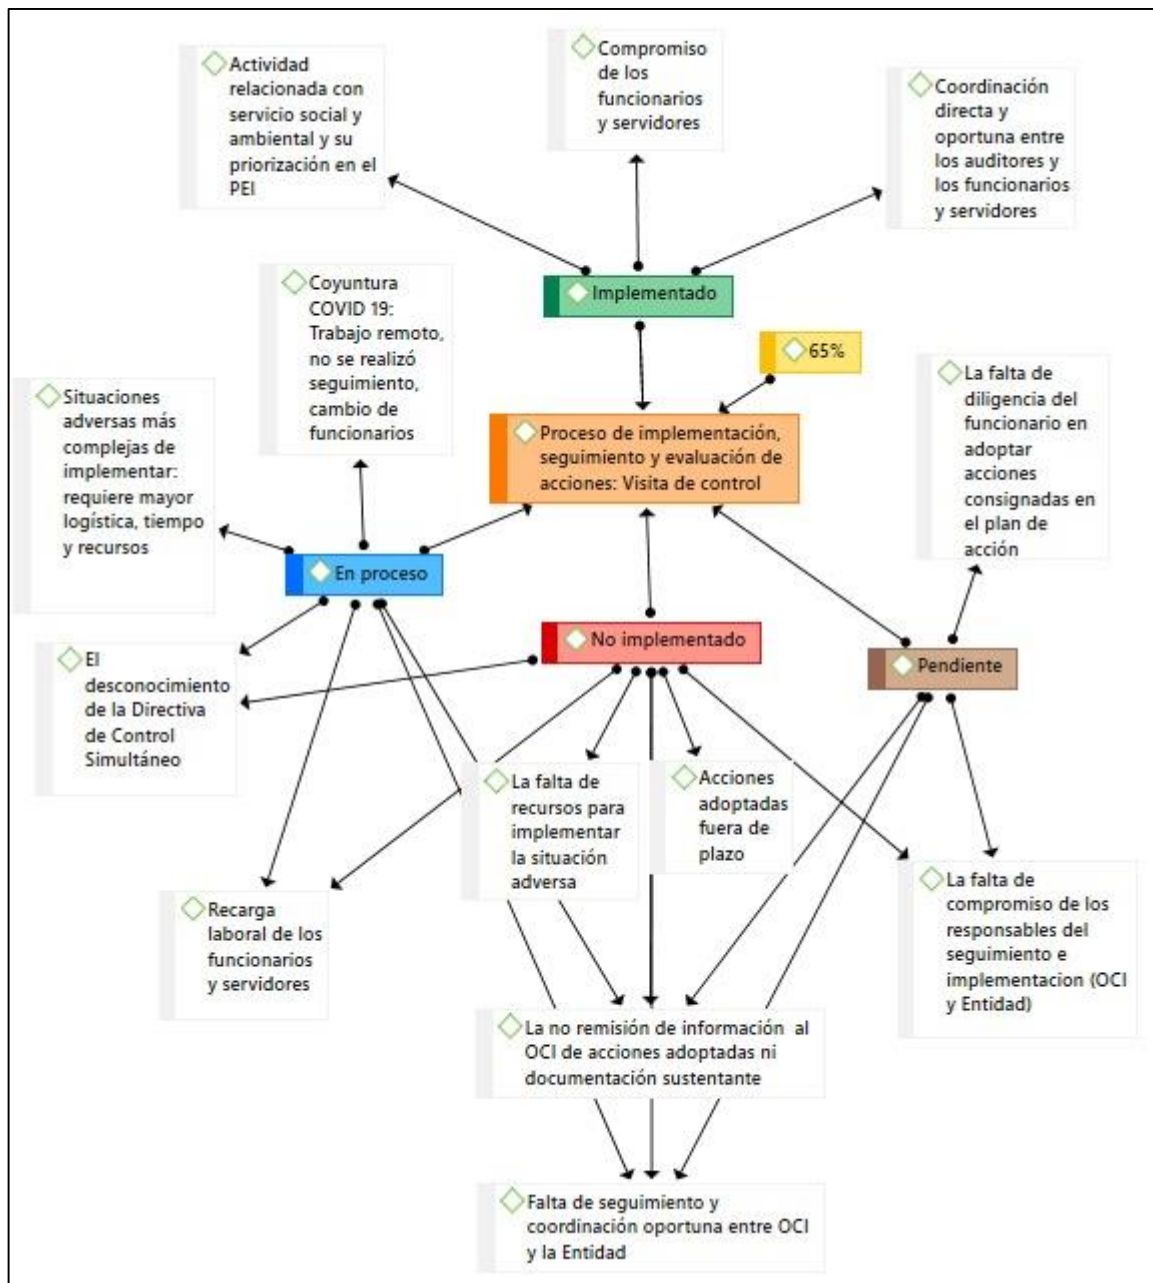 Actividad
relacionada con
servicio social y
ambiental y su
priorización en el
PEI
Compromiso
de los
funcionarios
y servidores
Coordinación
directa y
oportuna entre
los auditores y
los funcionarios
y servidores
Implementado
65%
Coyuntura
COVID 19:
Trabajo remoto,
no se realizó
seguimiento,
cambio de
funcionarios
Situaciones
adversas más
complejas de
implementar:
requiere mayor
logística, tiempo
y recursos
Proceso de implementación,
seguimiento y evaluación de
acciones: Visita de control
La falta de
diligencia del
funcionario en
adoptar
acciones
consignadas en
el plan de
acción
En proceso
No implementado
Pendiente
El
desconocimiento
de la Directiva
de Control
Simultáneo
La falta de
recursos para
implementar
la situación
adversa
Acciones
adoptadas
fuera de
plazo
La falta de
compromiso de los
responsables del
seguimiento e
implementacion (OCI
y Entidad)
Recarga
laboral de los
funcionarios
y servidores
La no remisión de información al
OCI de acciones adoptadas ni
documentación sustentante
Falta de seguimiento y
coordinación oportuna entre OCI
y la Entidad